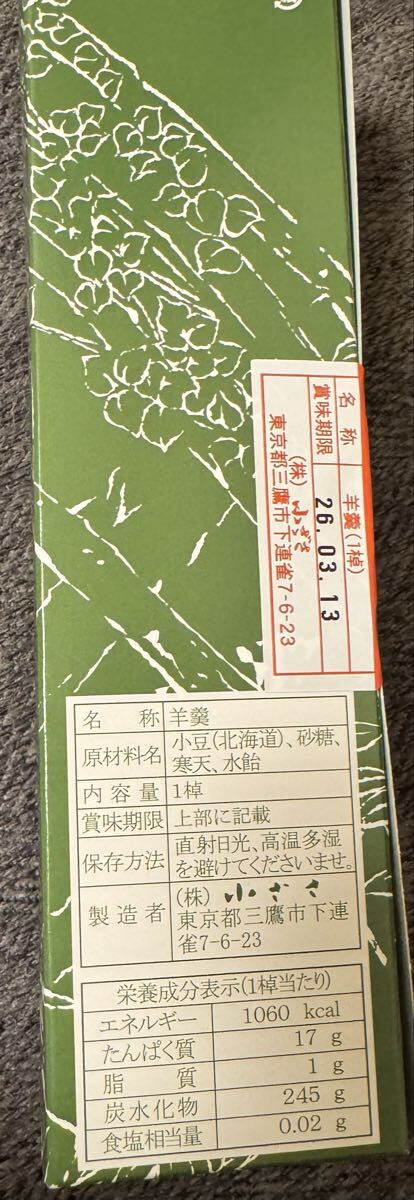 名称 羊羹(1棹)
賞味期限 26.03.13
(株)小ざさ
東京都三鷹市下連雀7-6-23
名称 羊羹
原材料名 小豆(北海道)、砂糖、
寒天、水飴
内容量 1棹
賞味期限 上部に記載
保存方法 直射日光、高温多湿
を避けてくださいませ。
製造者 (株)小ざさ
東京都三鷹市下連
雀7-6-23
栄養成分表示(1棹当たり)
エネルギー 1060 kcal
たんぱく質 17 g
脂質 1 g
炭水化物 245 g
食塩相当量 0.02 g